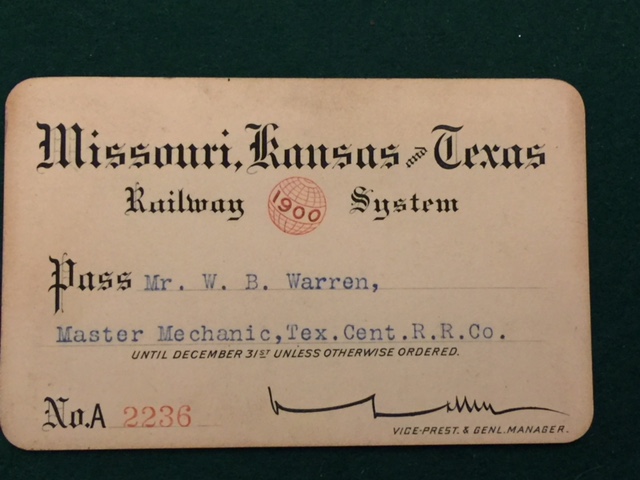 Missouri, Kansas and Texas
Railway 1900 System
Pass Mr. W. B. Warren,
Master Mechanic,Tex.Cent.R.R.Co.
UNTIL DECEMBER 31ST UNLESS OTHERWISE ORDERED.
No.A 2236
VICE-PREST. & GENL. MANAGER.